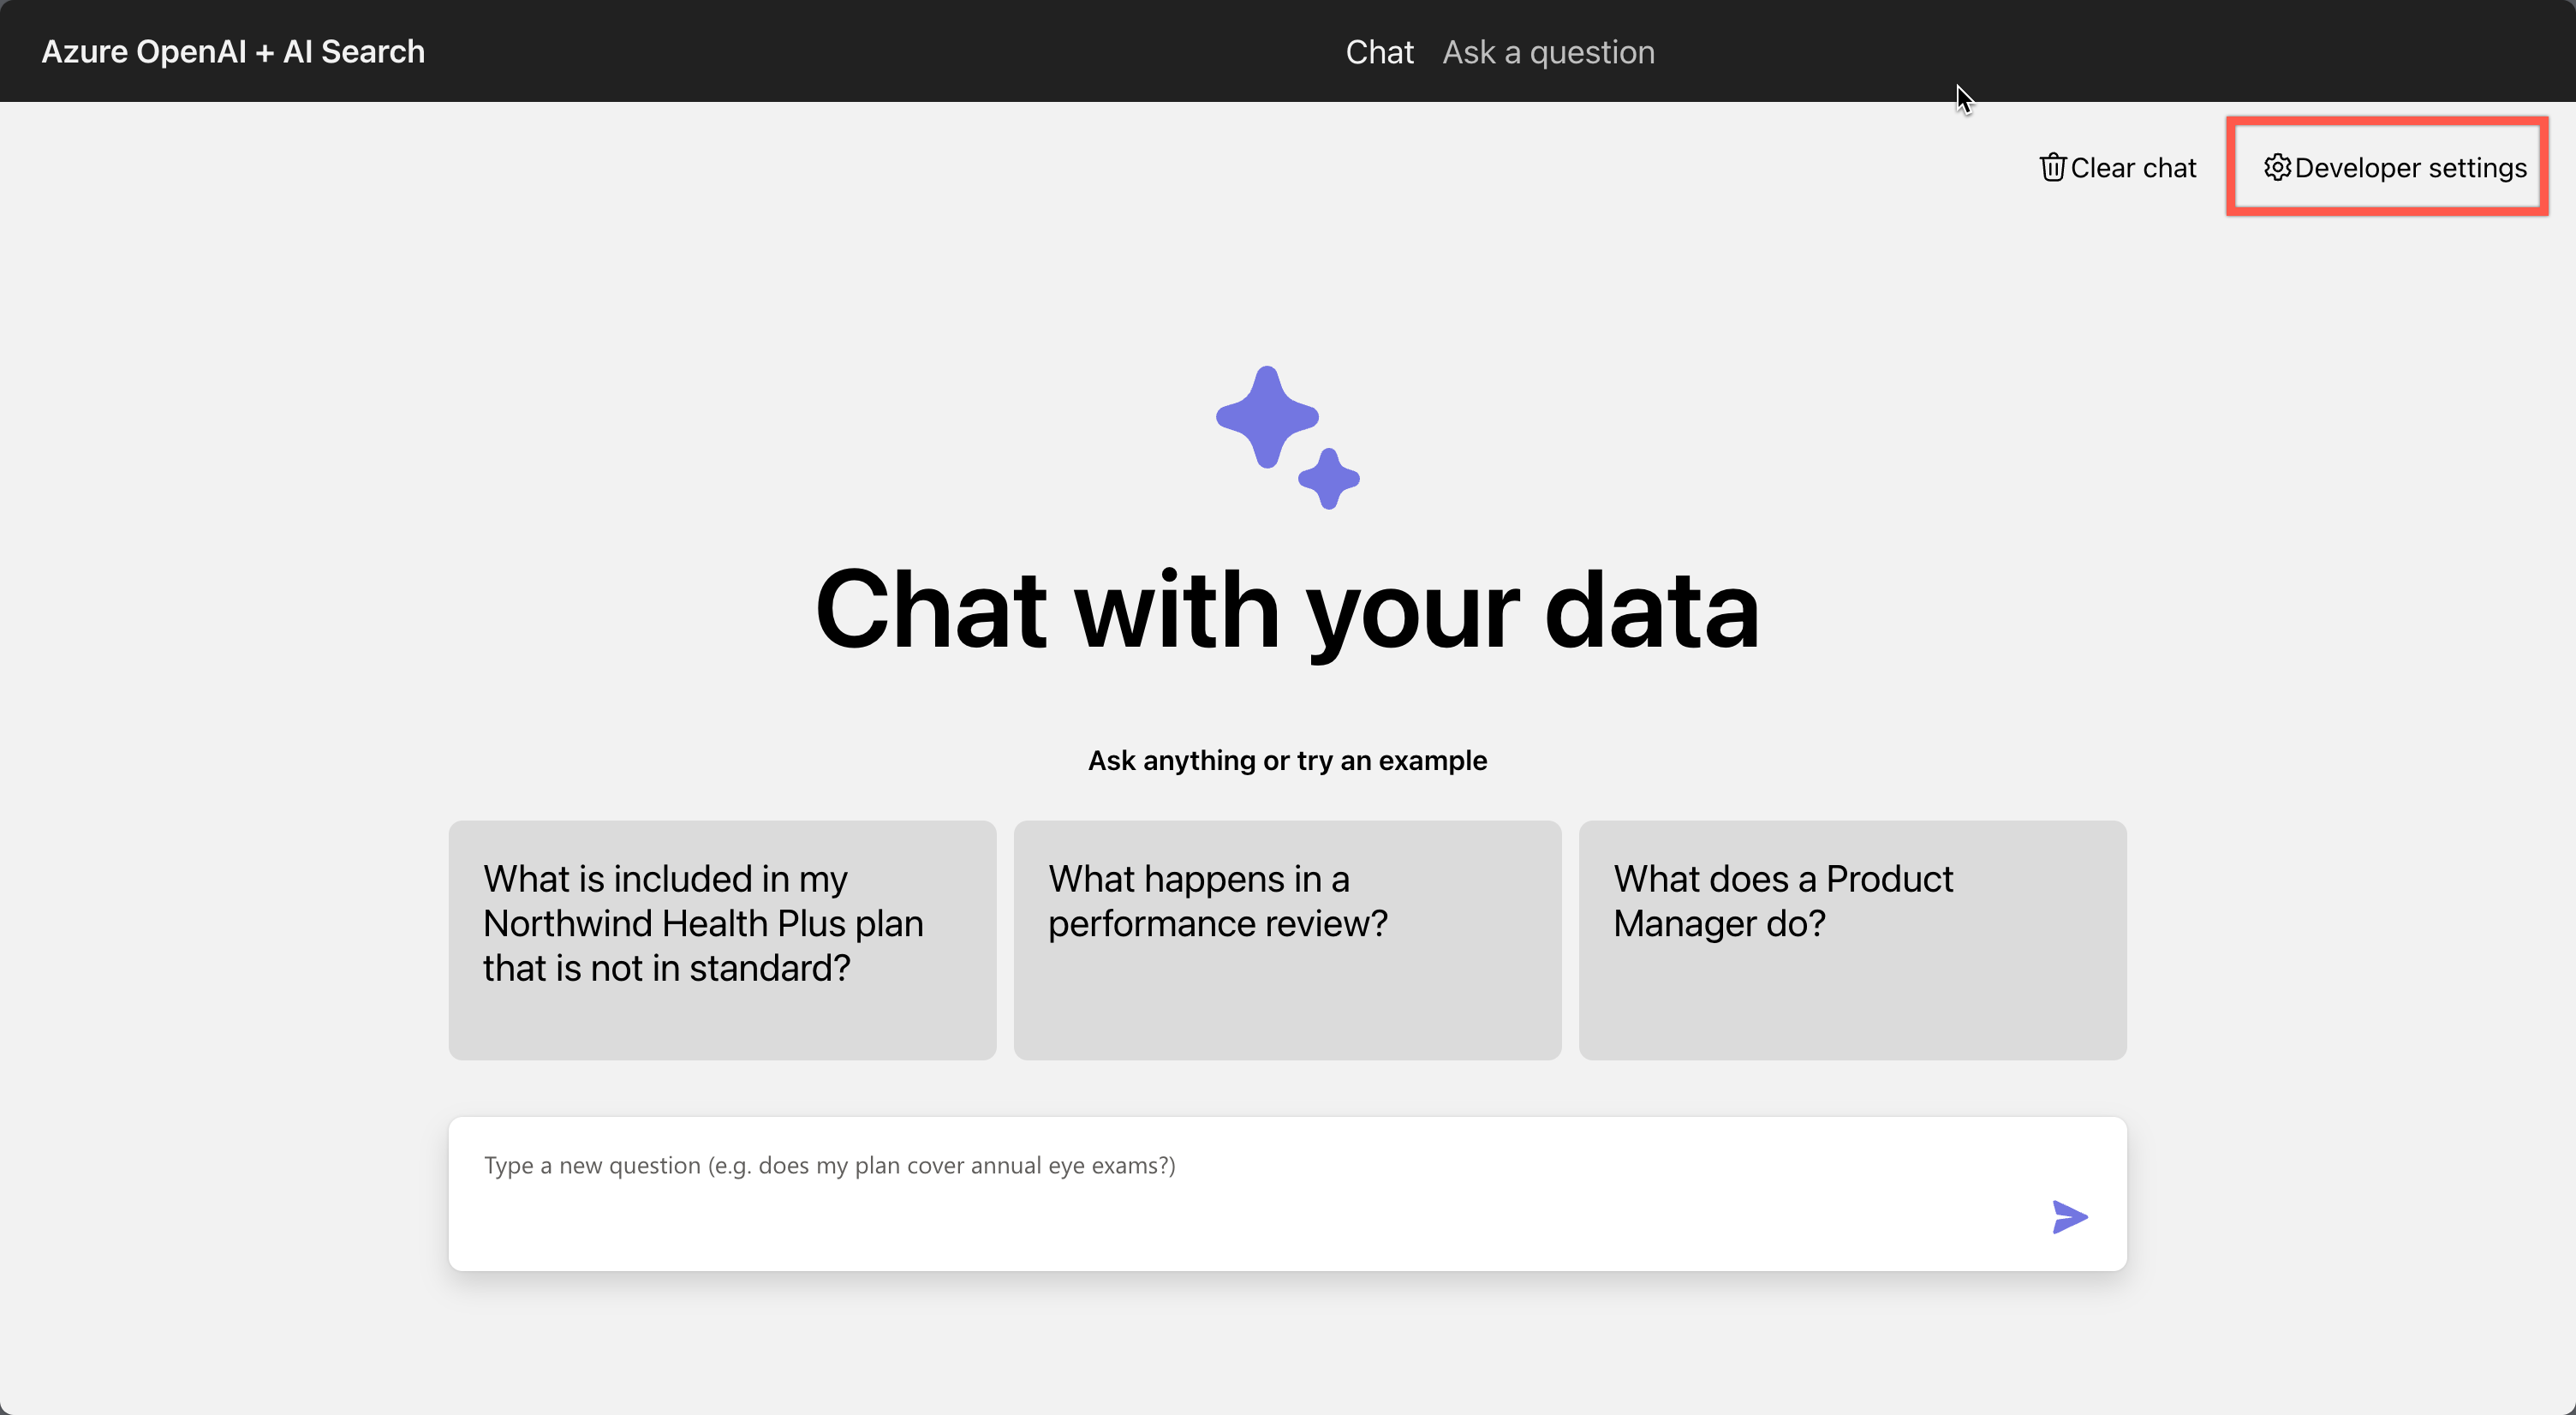 Azure OpenAI + AI Search
Chat Ask a question
Clear chat
Developer settings
Chat with your data
Ask anything or try an example
What is included in my
Northwind Health Plus plan
that is not in standard?
What happens in a
performance review?
What does a Product
Manager do?
Type a new question (e.g. does my plan cover annual eye exams?)